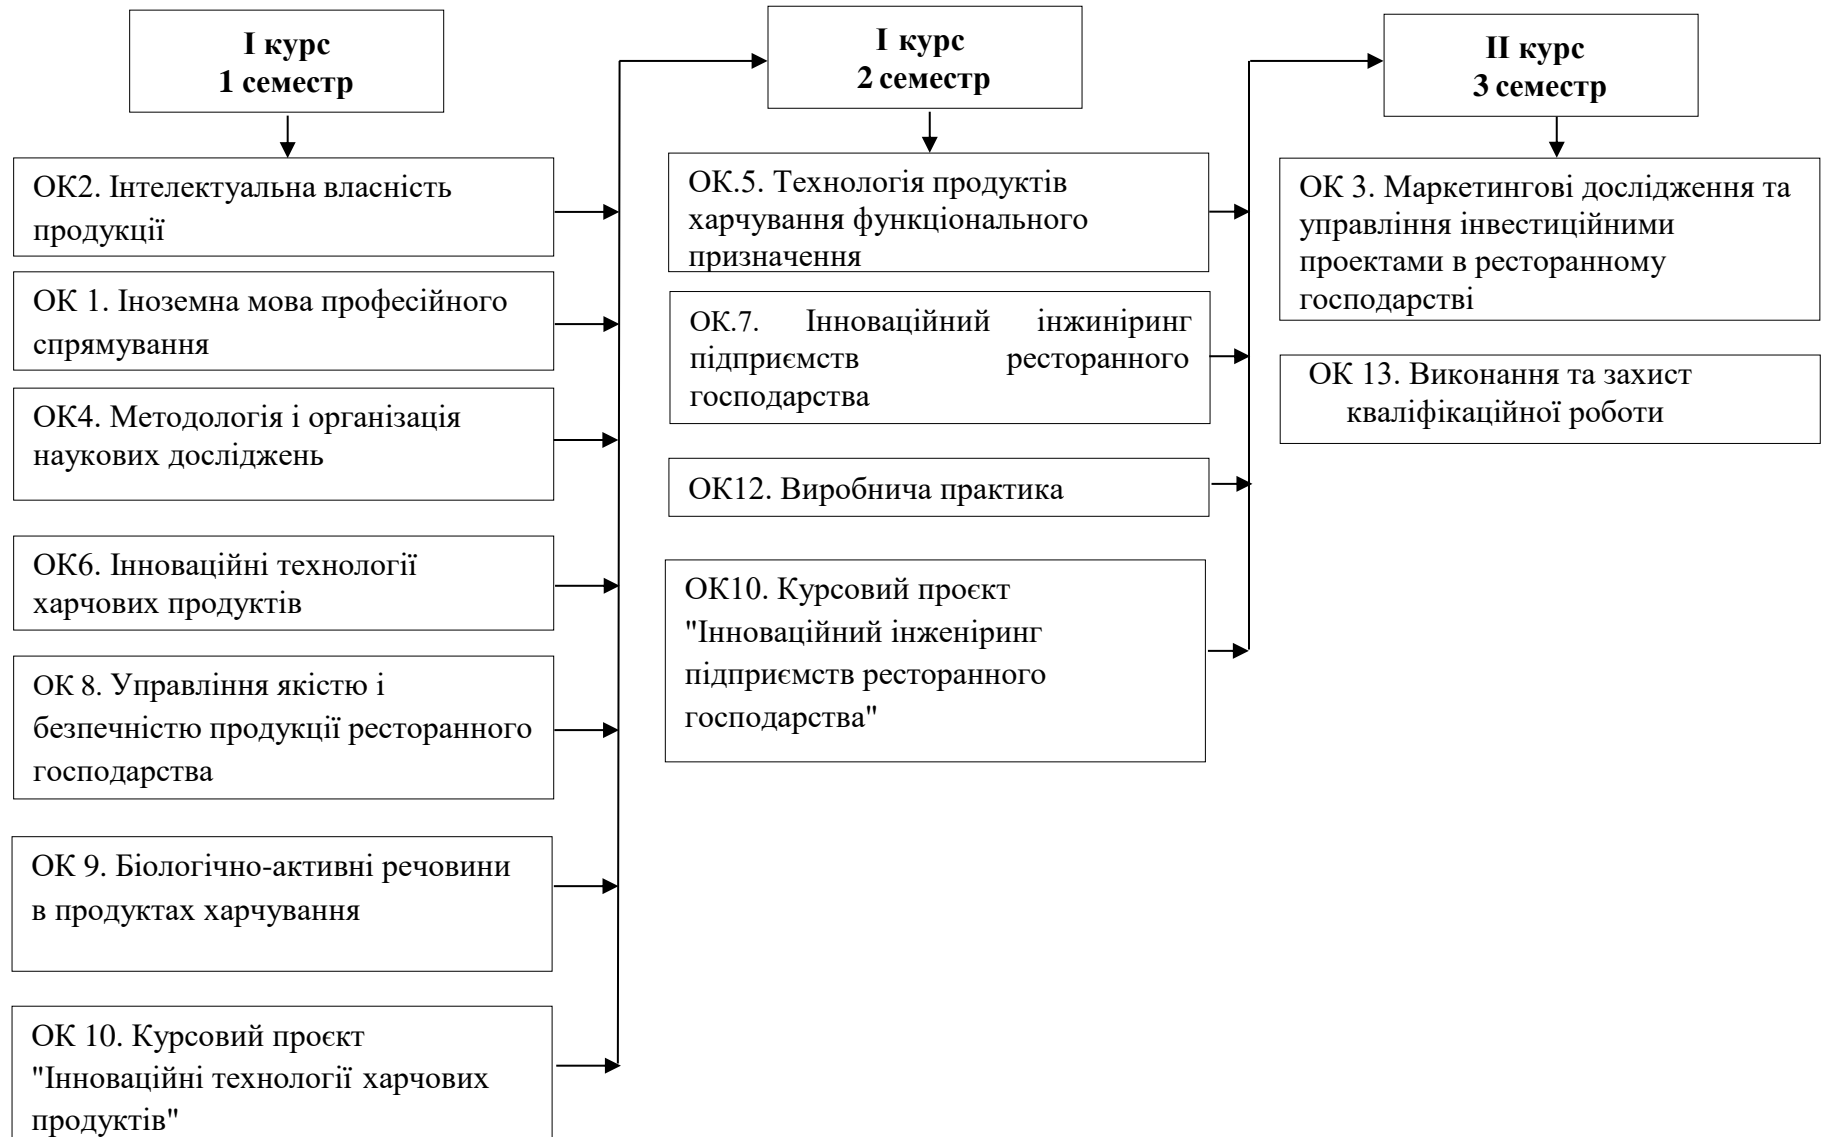 І курс
1 семестр
ОК2. Інтелектуальна власність
продукції
ОК 1. Іноземна мова професійного
спрямування
ОК4. Методологія і організація
наукових досліджень
ОК6. Інноваційні технології
харчових продуктів
ОК 8. Управління якістю і
безпечністю продукції ресторанного
господарства
ОК 9. Біологічно-активні речовини
в продуктах харчування
ОК 10. Курсовий проєкт
"Інноваційні технології харчових
продуктів"
І курс
2 семестр
ОК.5. Технологія продуктів
харчування функціонального
призначення
ОК.7. Інноваційний інжиніринг
підприємств ресторанного
господарства
ОК12. Виробнича практика
ОК10. Курсовий проєкт
"Інноваційний інженіринг
підприємств ресторанного
господарства"
ІІ курс
3 семестр
ОК 3. Маркетингові дослідження та
управління інвестиційними
проектами в ресторанному
господарстві
ОК 13. Виконання та захист
кваліфікаційної роботи